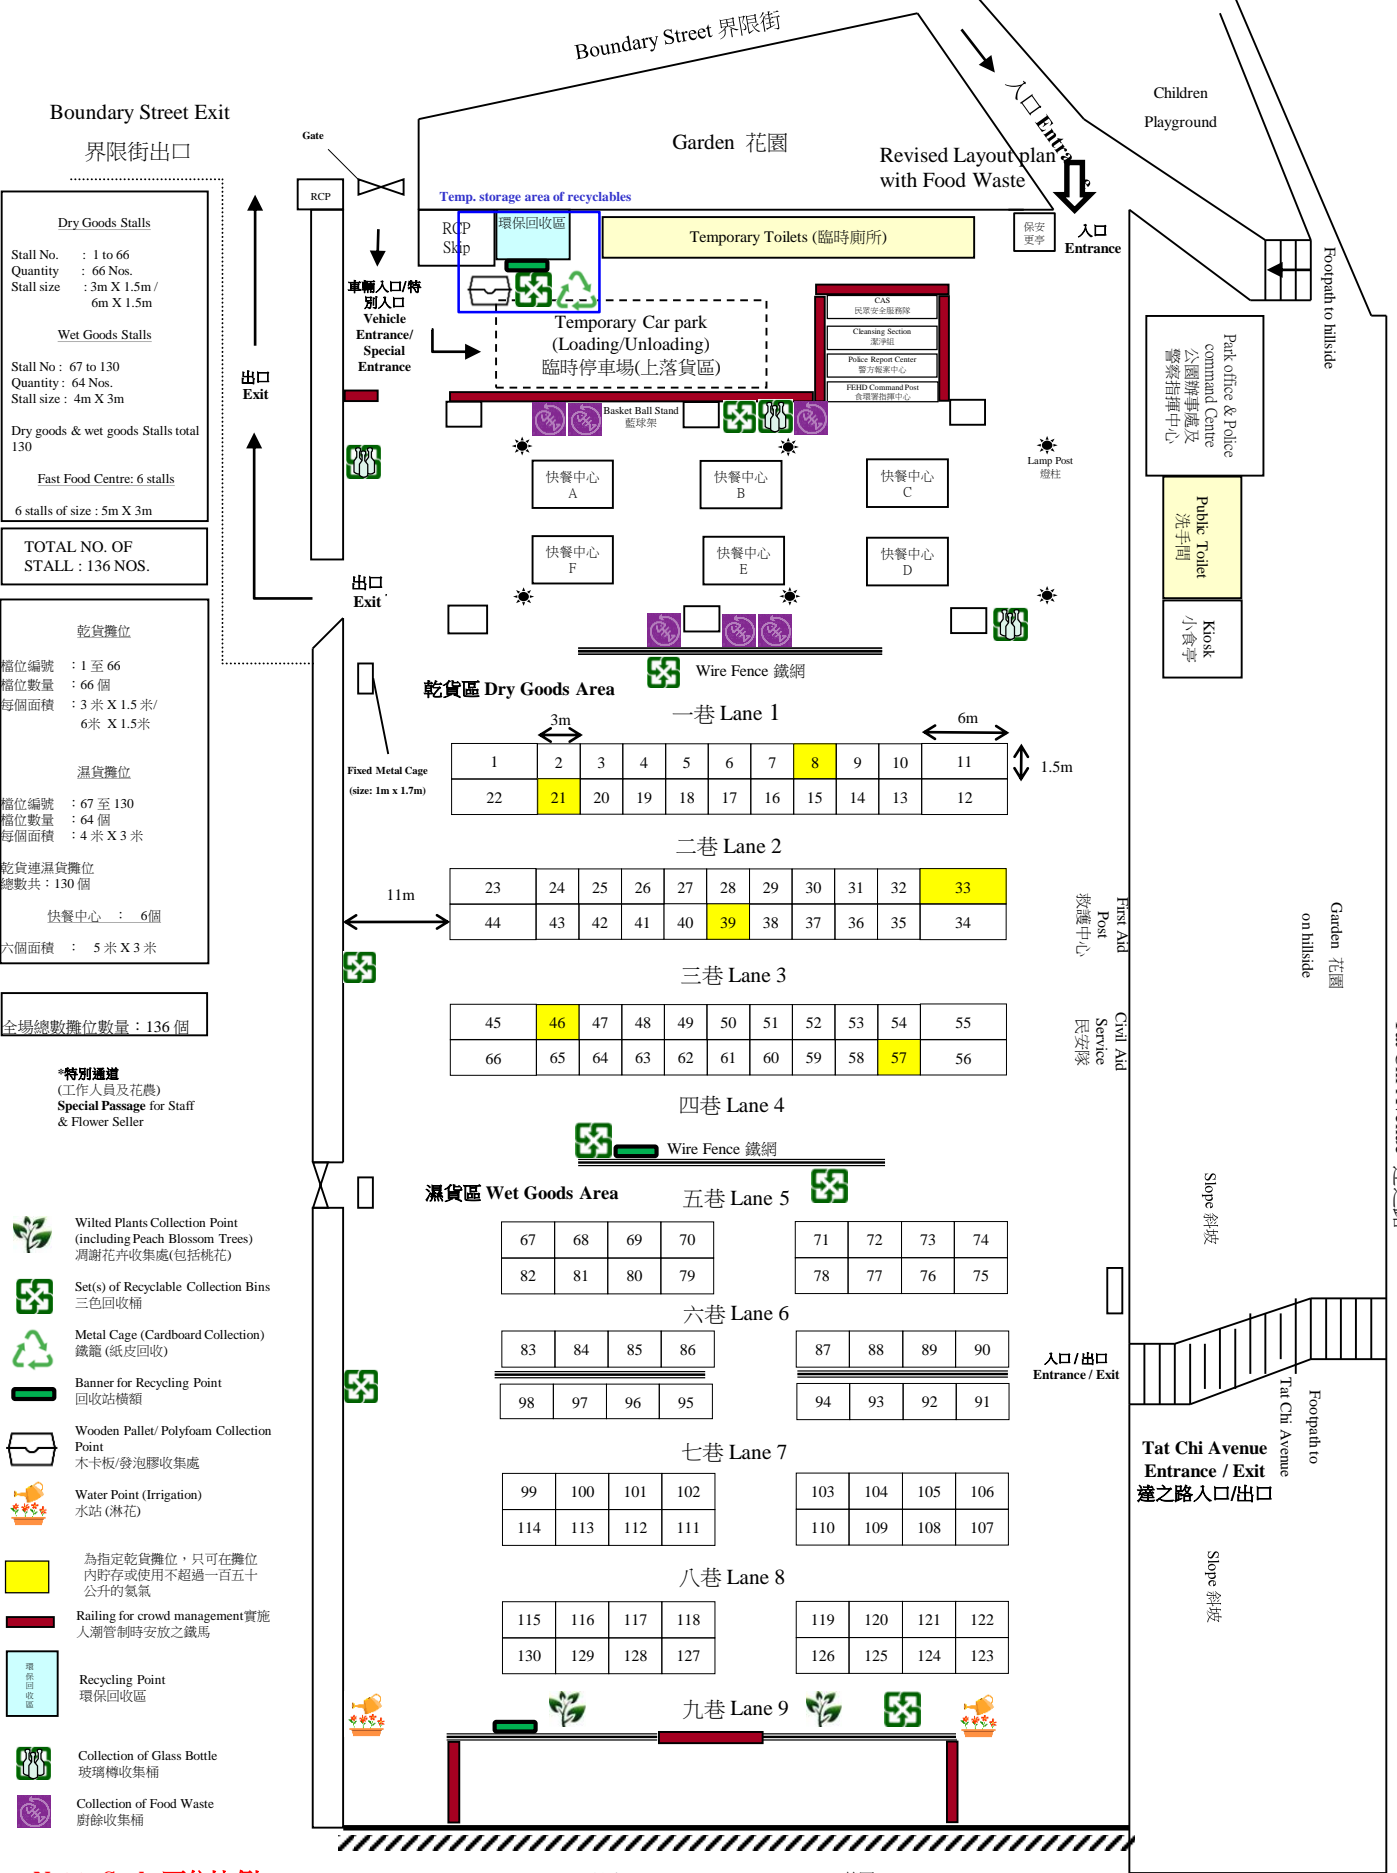 Boundary Street 界限街
Boundary Street Exit
界限街出口
Gate
Garden 花園
Revised Layout plan
with Food Waste
入口
Children
Playground
RCP
Temp. storage area of recyclables
RCP
Skip
環保回收區
Temporary Toilets (臨時廁所)
保安
更亭
入口
Entrance
Footpath to hillside
Dry Goods Stalls
Stall No. : 1 to 66
Quantity : 66 Nos.
Stall size : 3m X 1.5m /
6m X 1.5m
Wet Goods Stalls
Stall No : 67 to 130
Quantity : 64 Nos.
Stall size : 4m X 3m
Dry goods & wet goods Stalls total
130
Fast Food Centre: 6 stalls
6 stalls of size : 5m X 3m
TOTAL NO. OF
STALL : 136 NOS.
乾貨攤位
檔位編號 ：1 至 66
檔位數量 ：66 個
每個面積 ：3 米 X 1.5 米/
6米 X 1.5米
濕貨攤位
檔位編號 ：67 至 130
檔位數量 ：64 個
每個面積 ：4 米 X 3 米
乾貨連濕貨攤位
總數共：130 個
快餐中心 ： 6個
六個面積 ： 5 米 X 3 米
全場總數攤位數量：136 個
*特別通道
(工作人員及花農)
Special Passage for Staff
& Flower Seller
車輛入口/特
別入口
Vehicle
Entrance/
Special
Entrance
出口
Exit
出口
Exit
Temporary Car park
(Loading/Unloading)
臨時停車場(上落貨區)
CAS
民眾安全服務隊
Cleansing Section
潔淨組
Police Report Center
警方報案中心
FEHD Command Post
食環署指揮中心
Basket Ball Stand
藍球架
Lamp Post
燈柱
快餐中心
A
快餐中心
B
快餐中心
C
快餐中心
F
快餐中心
E
快餐中心
D
Park office & Police
command Centre
公園辦事處及
警察指揮中心
Public Toilet
洗手間
Kiosk
小食亭
Wire Fence 鐵網
乾貨區 Dry Goods Area
一巷 Lane 1
3m
6m
1.5m
Fixed Metal Cage
(size: 1m x 1.7m)
1 2 3 4 5 6 7 8 9 10 11
22 21 20 19 18 17 16 15 14 13 12
二巷 Lane 2
11m
23 24 25 26 27 28 29 30 31 32 33
44 43 42 41 40 39 38 37 36 35 34
First Aid
Post
救護中心
Garden 花園
on hillside
三巷 Lane 3
45 46 47 48 49 50 51 52 53 54 55
66 65 64 63 62 61 60 59 58 57 56
Civil Aid
Service
民安隊
四巷 Lane 4
Wire Fence 鐵網
濕貨區 Wet Goods Area
五巷 Lane 5
Slope 斜坡
67 68 69 70 71 72 73 74
82 81 80 79 78 77 76 75
六巷 Lane 6
83 84 85 86 87 88 89 90
98 97 96 95 94 93 92 91
入口 / 出口
Entrance / Exit
Footpath to
Tat Chi Avenue
七巷 Lane 7
Tat Chi Avenue
Entrance / Exit
達之路入口/出口
99 100 101 102 103 104 105 106
114 113 112 111 110 109 108 107
Slope 斜坡
八巷 Lane 8
115 116 117 118 119 120 121 122
130 129 128 127 126 125 124 123
九巷 Lane 9
Wilted Plants Collection Point
(including Peach Blossom Trees)
凋謝花卉收集處(包括桃花)
Set(s) of Recyclable Collection Bins
三色回收桶
Metal Cage (Cardboard Collection)
鐵籠 (紙皮回收)
Banner for Recycling Point
回收站橫額
Wooden Pallet/ Polyfoam Collection
Point
木卡板/發泡膠收集處
Water Point (Irrigation)
水站 (淋花)
為指定乾貨攤位，只可在攤位
內貯存或使用不超過一百五十
公升的氦氣
Railing for crowd management實施
人潮管制時安放之鐵馬
環保回收區
Recycling Point
環保回收區
Collection of Glass Bottle
玻璃樽收集桶
Collection of Food Waste
廚餘收集桶